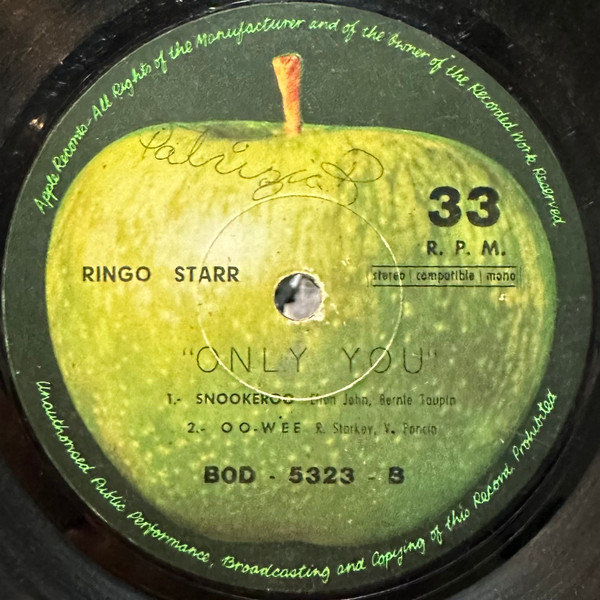 Apple Records-All Rights of the Manufacturer and of the Owner of the Recorded Work Reserved
Patrizia R
33
R. P. M.
stereo | compatible | mono
RINGO STARR
"ONLY YOU"
1.- SNOOKEROO Elton John, Bernie Taupin
2.- OO-WEE R. Starkey, V. Poncia
BOD - 5323 - B
Unauthorised Public Performance, Broadcasting and Copying of this Record Prohibited